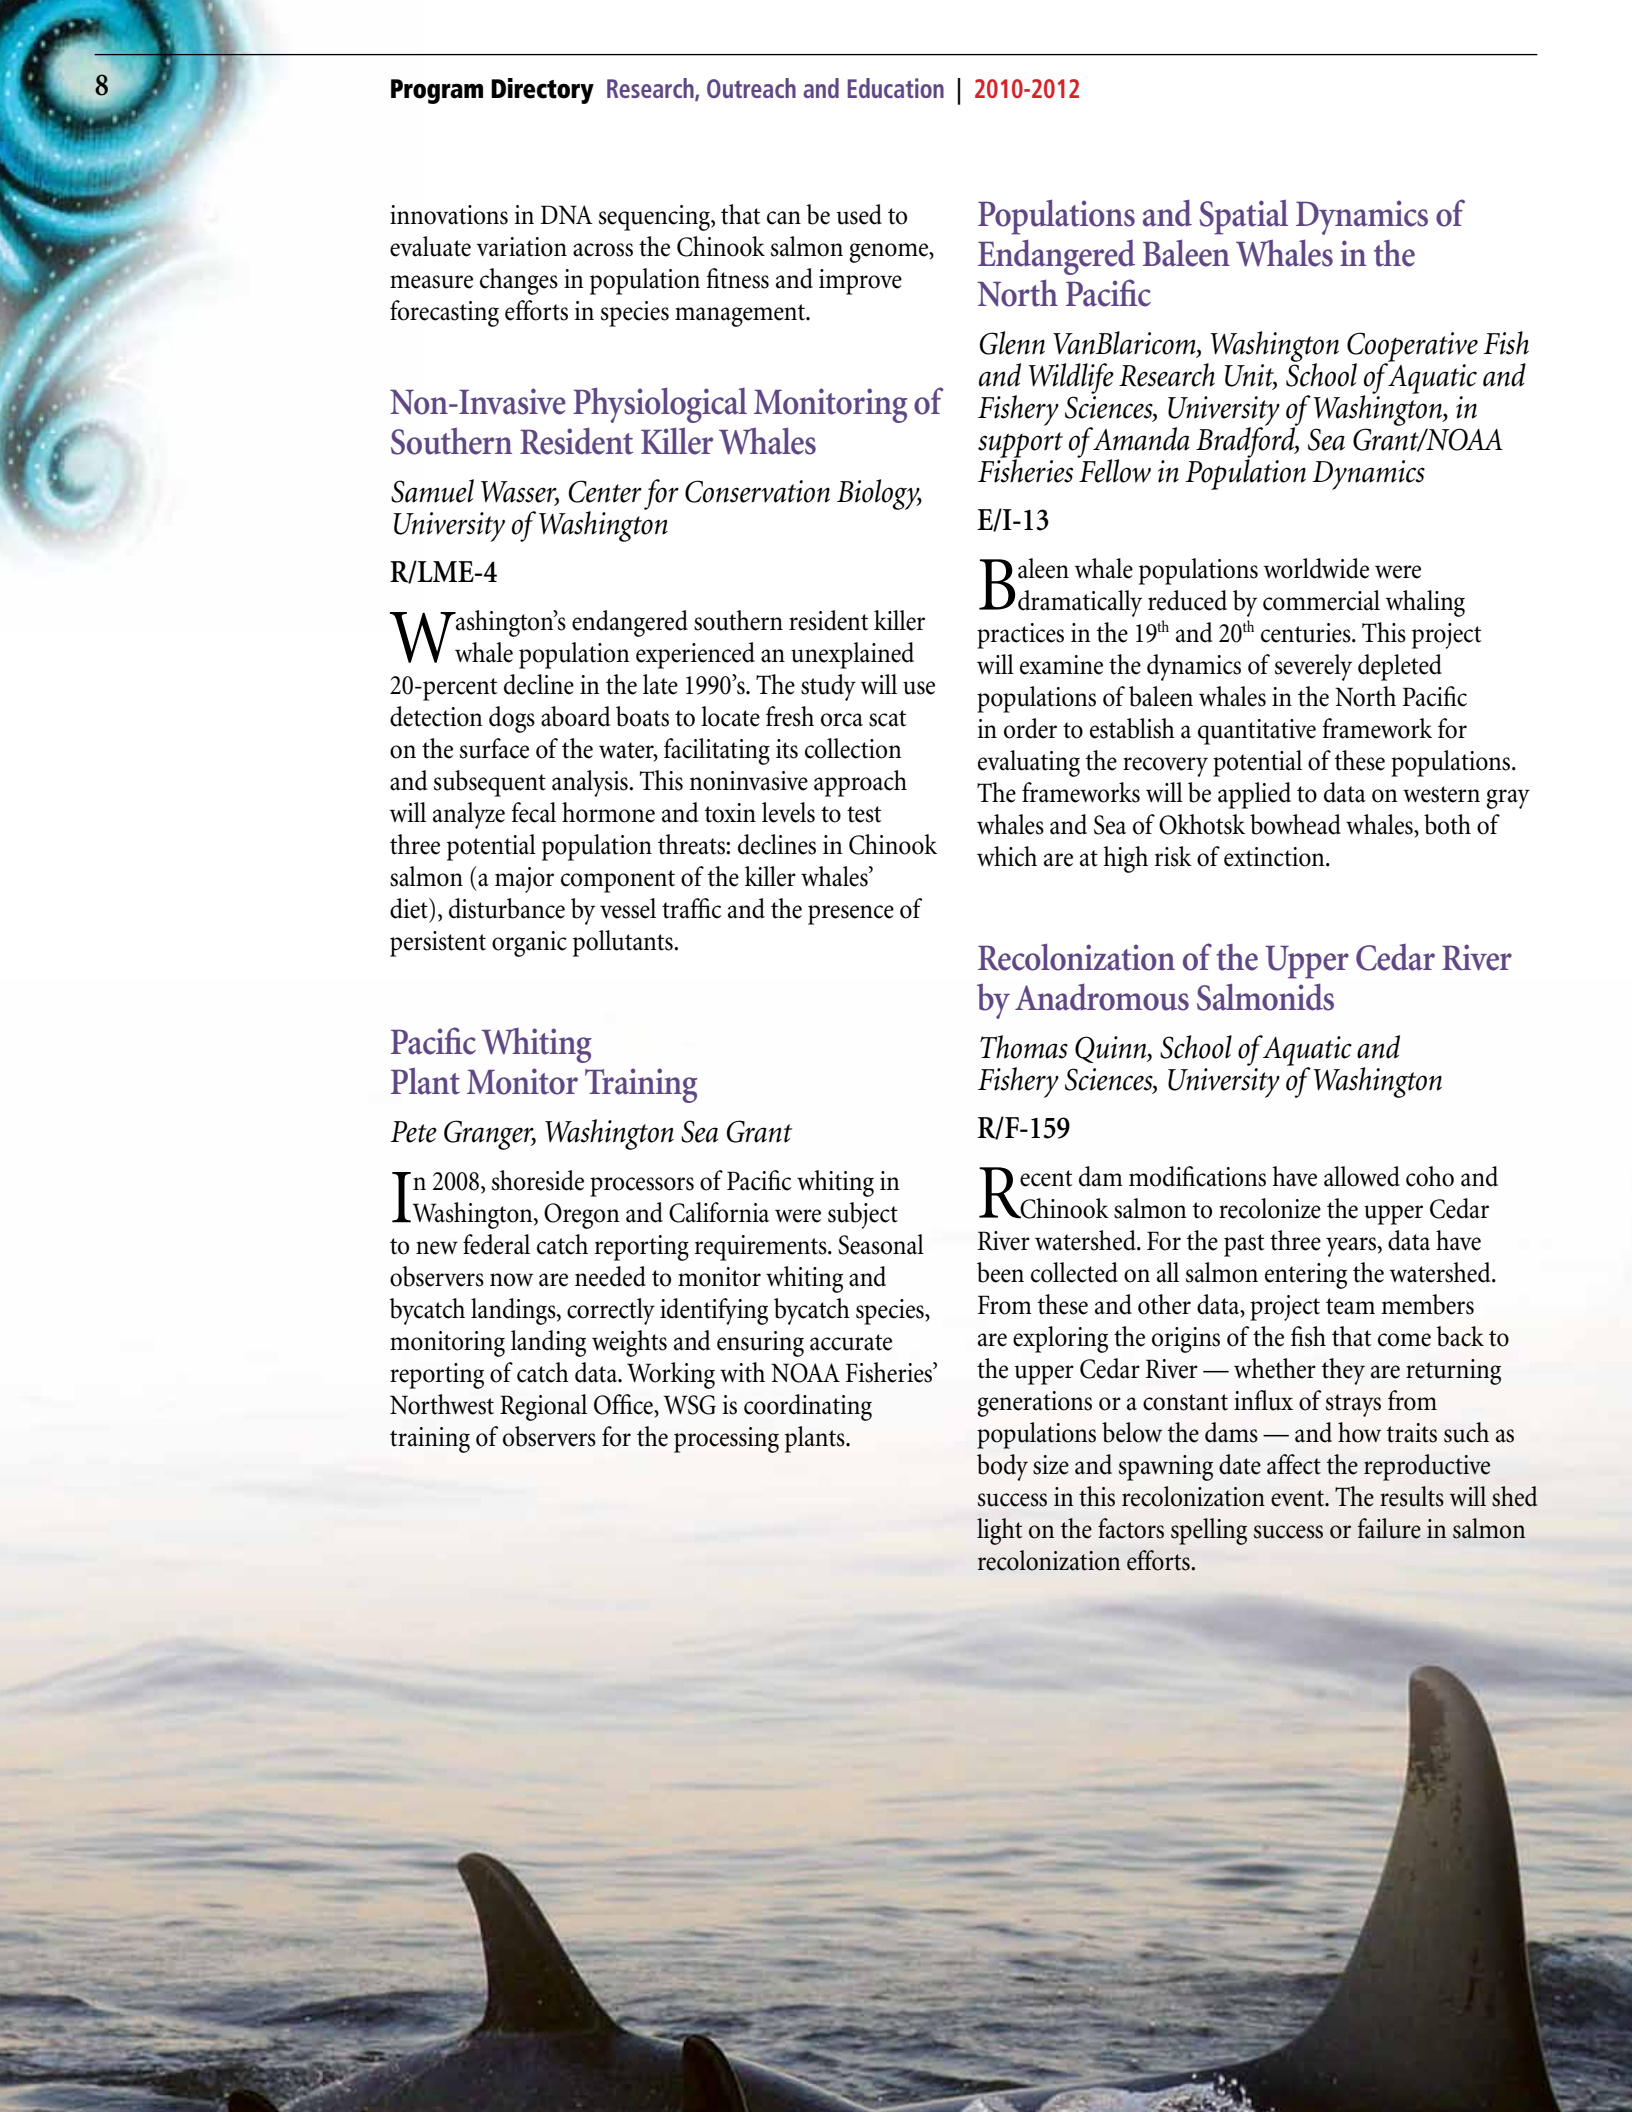 8
Program Directory Research, Outreach and Education | 2010-2012
innovations in DNA sequencing, that can be used to
evaluate variation across the Chinook salmon genome,
measure changes in population fitness and improve
forecasting efforts in species management.
Non-Invasive Physiological Monitoring of
Southern Resident Killer Whales
Samuel Wasser, Center for Conservation Biology,
University of Washington
R/LME-4
Washington’s endangered southern resident killer
whale population experienced an unexplained
20-percent decline in the late 1990’s. The study will use
detection dogs aboard boats to locate fresh orca scat
on the surface of the water, facilitating its collection
and subsequent analysis. This noninvasive approach
will analyze fecal hormone and toxin levels to test
three potential population threats: declines in Chinook
salmon (a major component of the killer whales’
diet), disturbance by vessel traffic and the presence of
persistent organic pollutants.
Pacific Whiting
Plant Monitor Training
Pete Granger, Washington Sea Grant
In 2008, shoreside processors of Pacific whiting in
Washington, Oregon and California were subject
to new federal catch reporting requirements. Seasonal
observers now are needed to monitor whiting and
bycatch landings, correctly identifying bycatch species,
monitoring landing weights and ensuring accurate
reporting of catch data. Working with NOAA Fisheries’
Northwest Regional Office, WSG is coordinating
training of observers for the processing plants.
Populations and Spatial Dynamics of
Endangered Baleen Whales in the
North Pacific
Glenn VanBlaricom, Washington Cooperative Fish
and Wildlife Research Unit, School of Aquatic and
Fishery Sciences, University of Washington, in
support of Amanda Bradford, Sea Grant/NOAA
Fisheries Fellow in Population Dynamics
E/I-13
Baleen whale populations worldwide were
dramatically reduced by commercial whaling
practices in the 19th and 20th centuries. This project
will examine the dynamics of severely depleted
populations of baleen whales in the North Pacific
in order to establish a quantitative framework for
evaluating the recovery potential of these populations.
The frameworks will be applied to data on western gray
whales and Sea of Okhotsk bowhead whales, both of
which are at high risk of extinction.
Recolonization of the Upper Cedar River
by Anadromous Salmonids
Thomas Quinn, School of Aquatic and
Fishery Sciences, University of Washington
R/F-159
Recent dam modifications have allowed coho and
Chinook salmon to recolonize the upper Cedar
River watershed. For the past three years, data have
been collected on all salmon entering the watershed.
From these and other data, project team members
are exploring the origins of the fish that come back to
the upper Cedar River — whether they are returning
generations or a constant influx of strays from
populations below the dams — and how traits such as
body size and spawning date affect the reproductive
success in this recolonization event. The results will shed
light on the factors spelling success or failure in salmon
recolonization efforts.